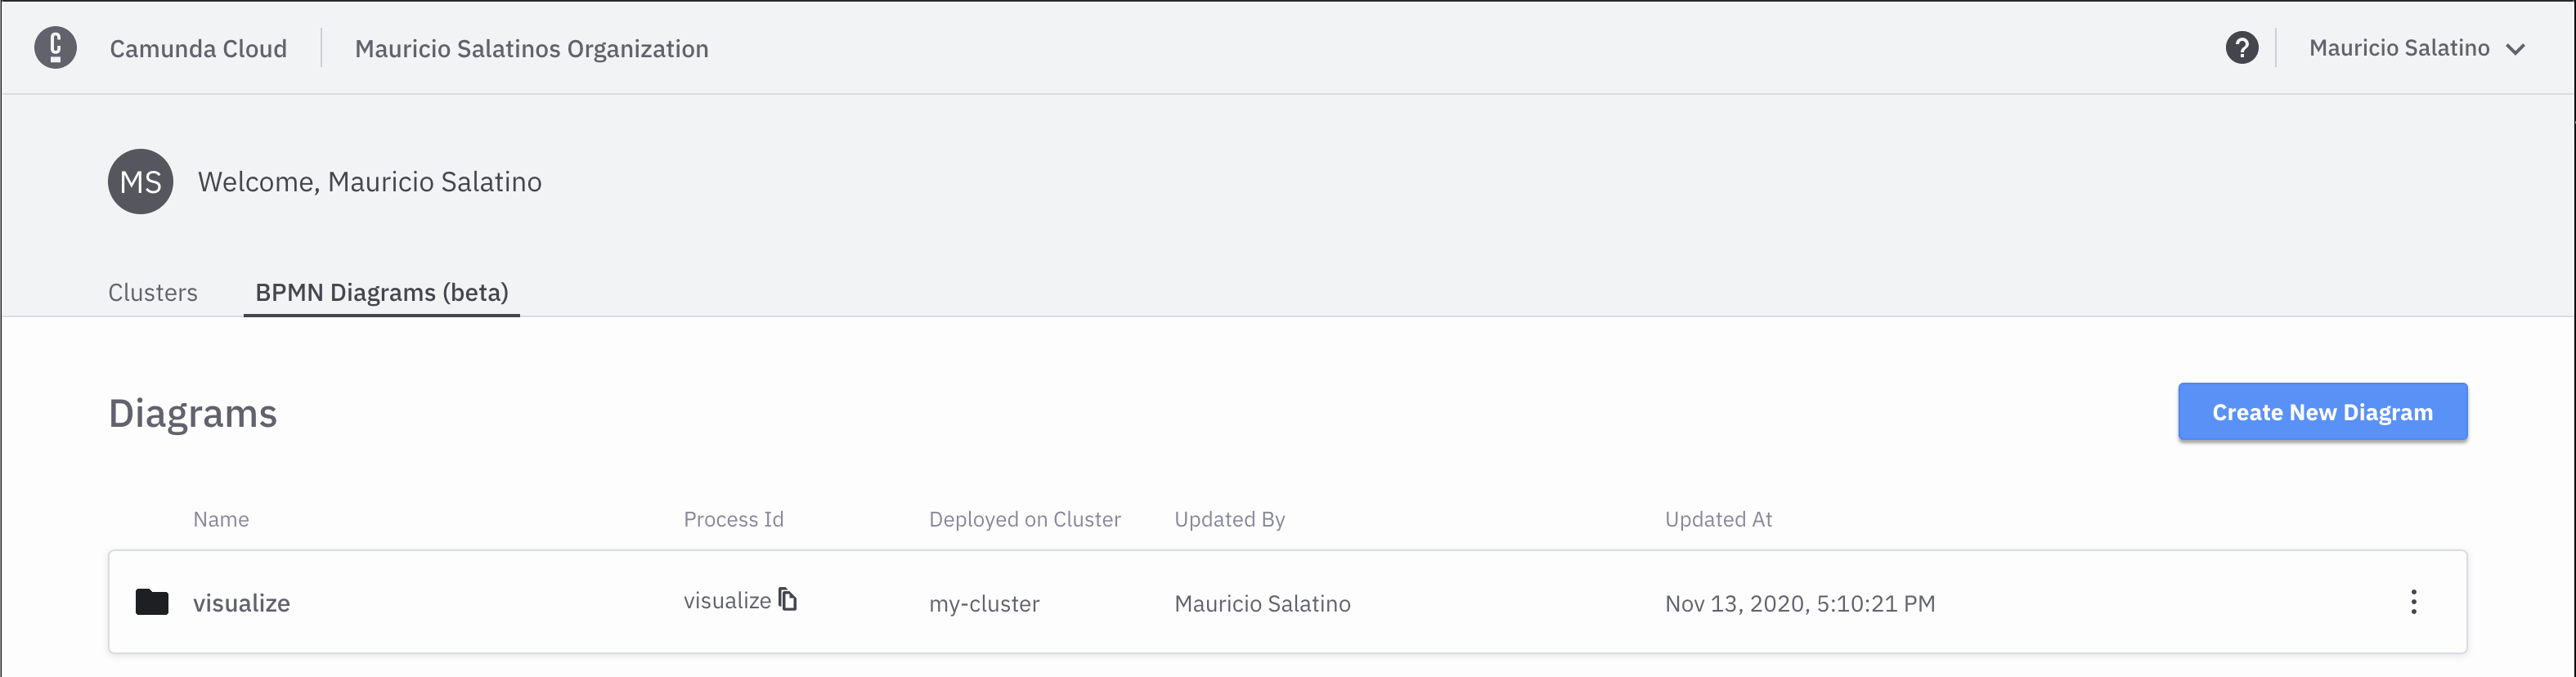 Camunda Cloud Mauricio Salatinos Organization ? Mauricio Salatino
MS Welcome, Mauricio Salatino
Clusters BPMN Diagrams (beta)
Diagrams Create New Diagram
Name Process Id Deployed on Cluster Updated By Updated At
visualize visualize my-cluster Mauricio Salatino Nov 13, 2020, 5:10:21 PM